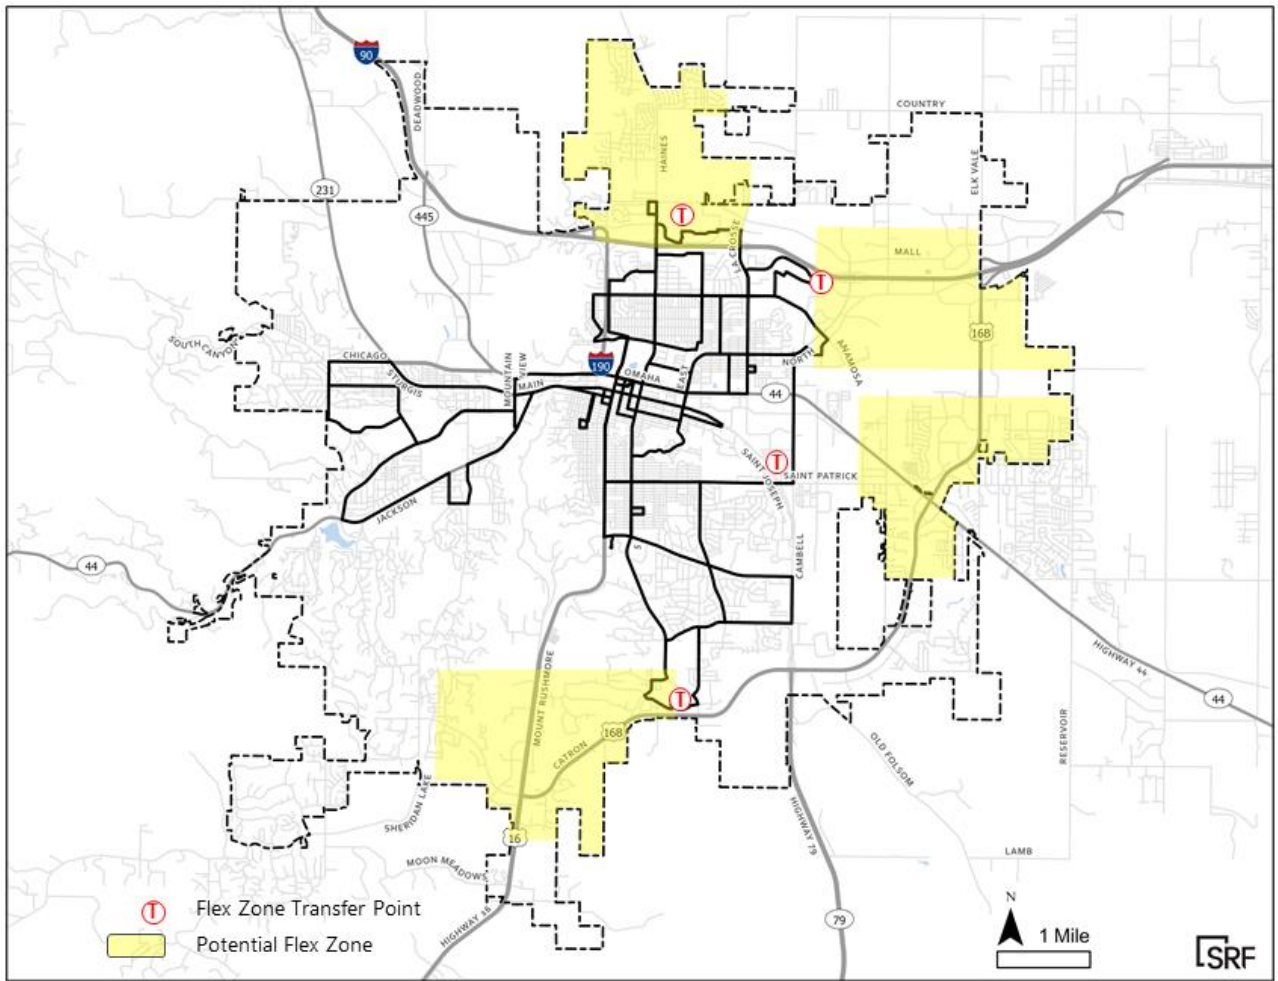 90
COUNTRY
DEADWOOD
HAINES
ELK VALE
231
445
T
LA CROSSE
MALL
T
168
SOUTH CANYON
CHICAGO
STURGIS
MOUNTAIN
VIEW
MAIN
190
OMAHA
EAST
NORTH
ANAMOSA
44
T
SAINT JOSEPH
SAINT PATRICK
JACKSON
5
CAMBELL
44
HIGHWAY 44
44
MOUNT RUSHMORE
T
168
CATRON
OLD FOLSOM
RESERVOIR
SHERIDAN LAKE
16
HIGHWAY 79
LAMB
MOON MEADOWS
HIGHWAY 16
79
T Flex Zone Transfer Point
Potential Flex Zone
N
1 Mile
SRF